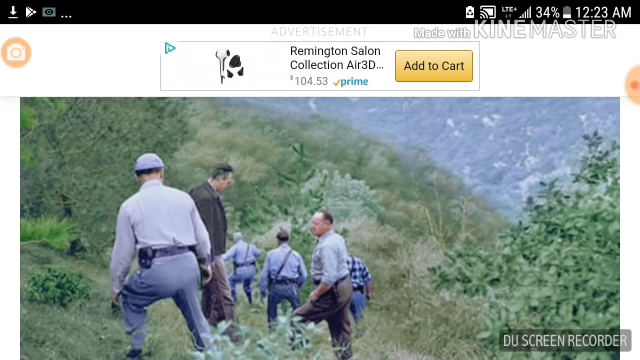 LTE+ 34% 12:23 AM
ADVERTISEMENT
Made with KINEMASTER
Remington Salon
Collection Air3D...
$104.53 prime
Add to Cart
DU SCREEN RECORDER